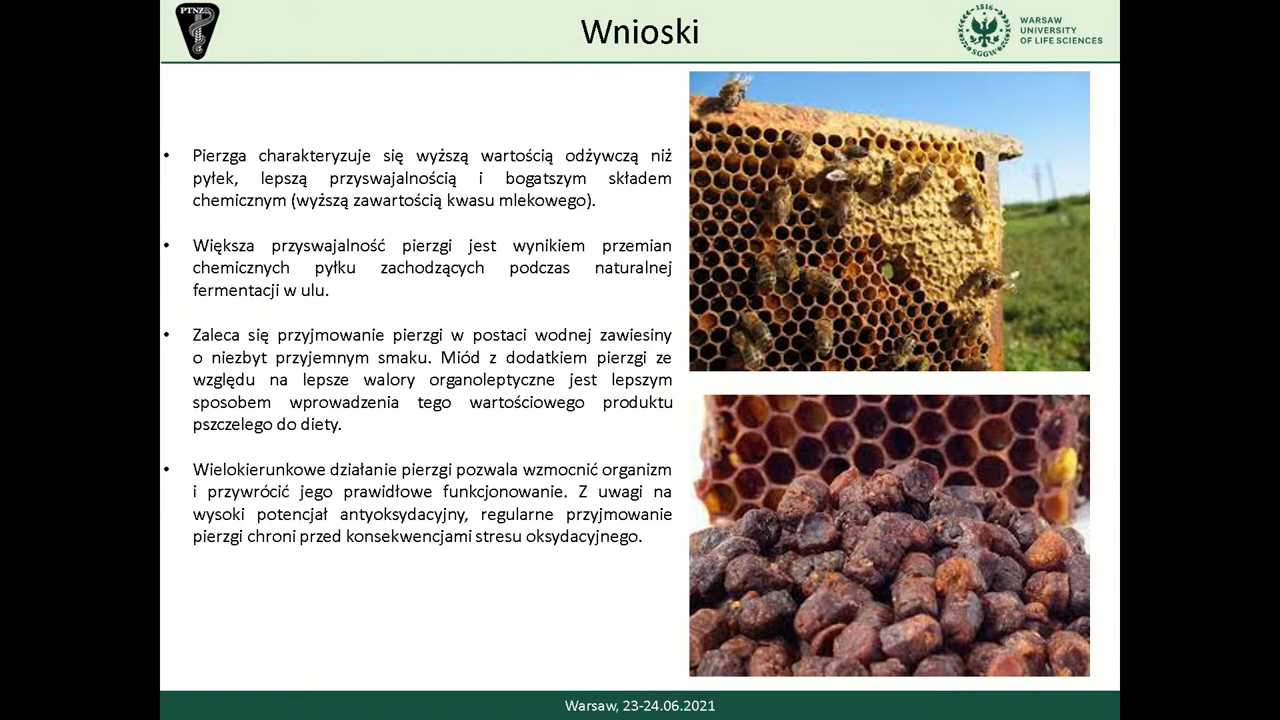 PTNZ
Wnioski
1816
SGGW
WARSAW
UNIVERSITY
OF LIFE SCIENCES
• Pierzga charakteryzuje się wyższą wartością odżywczą niż
pyłek, lepszą przyswajalnością i bogatszym składem
chemicznym (wyższą zawartością kwasu mlekowego).
• Większa przyswajalność pierzgi jest wynikiem przemian
chemicznych pyłku zachodzących podczas naturalnej
fermentacji w ulu.
• Zaleca się przyjmowanie pierzgi w postaci wodnej zawiesiny
o niezbyt przyjemnym smaku. Miód z dodatkiem pierzgi ze
względu na lepsze walory organoleptyczne jest lepszym
sposobem wprowadzenia tego wartościowego produktu
pszczelego do diety.
• Wielokierunkowe działanie pierzgi pozwala wzmocnić organizm
i przywrócić jego prawidłowe funkcjonowanie. Z uwagi na
wysoki potencjał antyoksydacyjny, regularne przyjmowanie
pierzgi chroni przed konsekwencjami stresu oksydacyjnego.
Warsaw, 23-24.06.2021